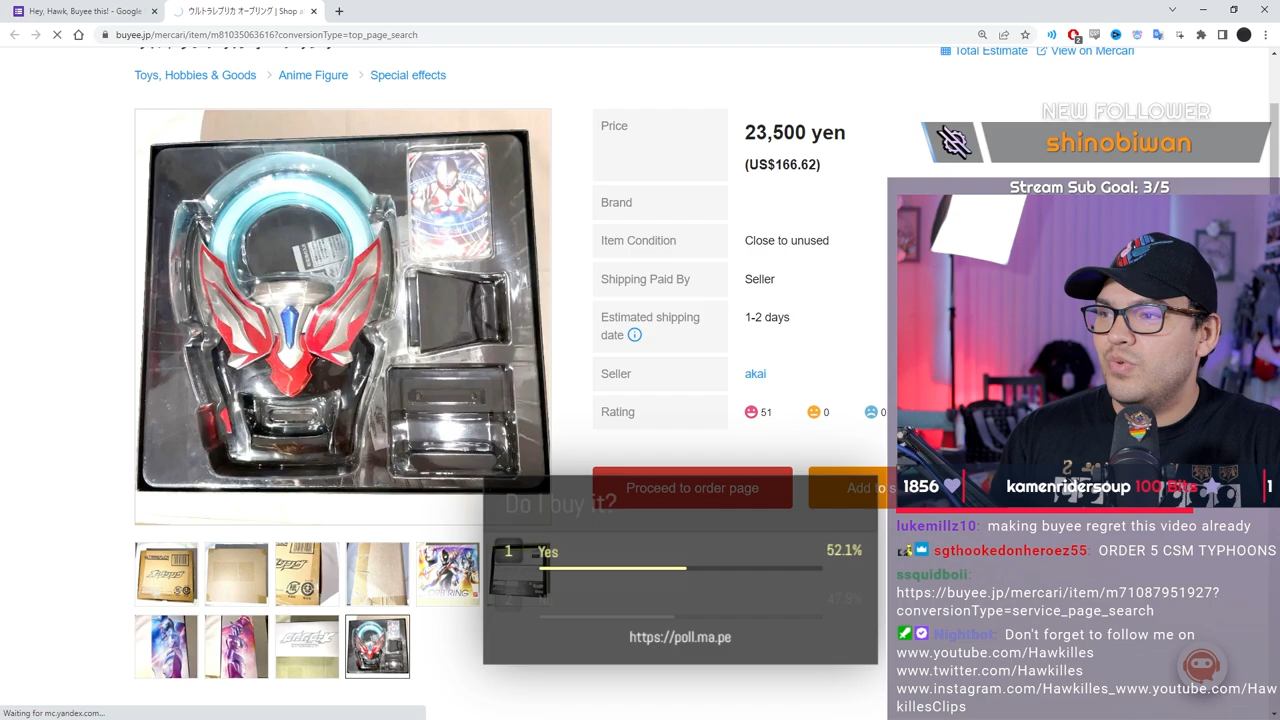 Hey, Hawk, Buyee this! - Google
ウルトラレプリカ オーブリング | Shop a
buyee.jp/mercari/item/m81035063616?conversionType=top_page_search
Total Estimate
View on Mercari
Toys, Hobbies & Goods
Anime Figure
Special effects
Price
23,500 yen
(US$166.62)
Brand
Item Condition
Close to unused
Shipping Paid By
Seller
Estimated shipping
date
1-2 days
Seller
akai
Rating
51
0
0
Proceed to order page
Add to s
Do I buy it?
1
Yes
52.1%
2
47.9%
https://poll.ma.pe
NEW FOLLOWER
shinobiwan
Stream Sub Goal: 3/5
1856
kamenridersoup 100 Bits
1
lukemillz10: making buyee regret this video already
sgthookedonheroez55: ORDER 5 CSM TYPHOONS
ssquidboii:
https://buyee.jp/mercari/item/m71087951927?
conversionType=service_page_search
Nightbot: Don't forget to follow me on
www.youtube.com/Hawkilles
www.twitter.com/Hawkilles
www.instagram.com/Hawkilles_www.youtube.com/Haw
killesClips
Waiting for mc.yandex.com...